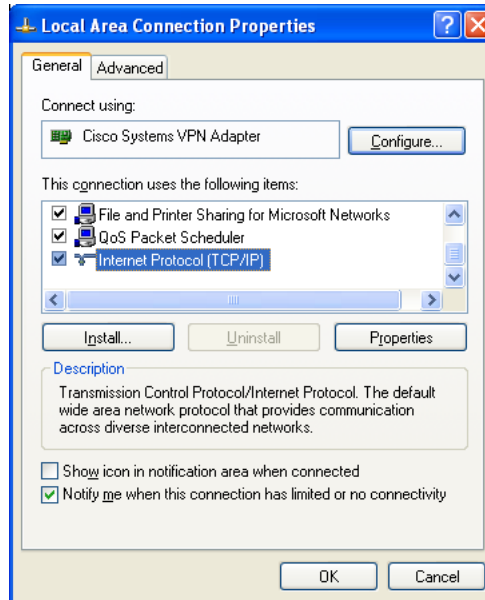 Local Area Connection Properties
General
Advanced
Connect using:
Cisco Systems VPN Adapter
Configure...
This connection uses the following items:
File and Printer Sharing for Microsoft Networks
QoS Packet Scheduler
Internet Protocol (TCP/IP)
Install...
Uninstall
Properties
Description
Transmission Control Protocol/Internet Protocol. The default
wide area network protocol that provides communication
across diverse interconnected networks.
Show icon in notification area when connected
Notify me when this connection has limited or no connectivity
OK
Cancel